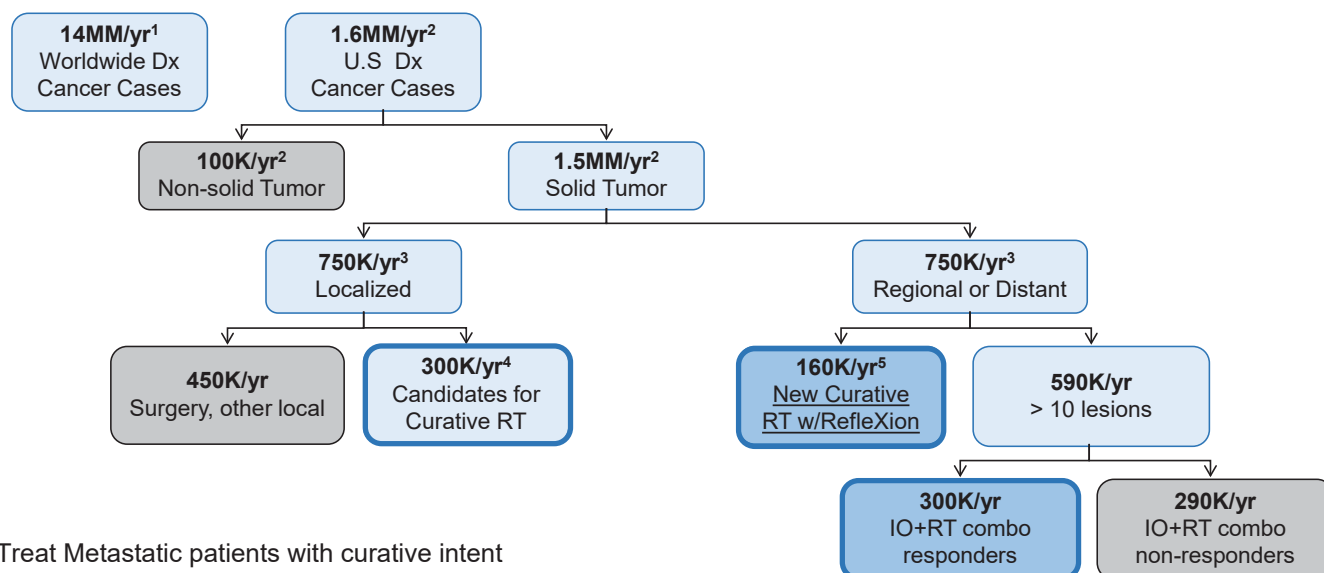 14MM/yr1
Worldwide Dx
Cancer Cases
1.6MM/yr2
U.S Dx
Cancer Cases
100K/yr2
Non-solid Tumor
1.5MM/yr2
Solid Tumor
750K/yr3
Localized
750K/yr3
Regional or Distant
450K/yr
Surgery, other local
300K/yr4
Candidates for
Curative RT
160K/yr5
New Curative
RT w/RefleXion
590K/yr
> 10 lesions
300K/yr
IO+RT combo
responders
290K/yr
IO+RT combo
non-responders
Treat Metastatic patients with curative intent